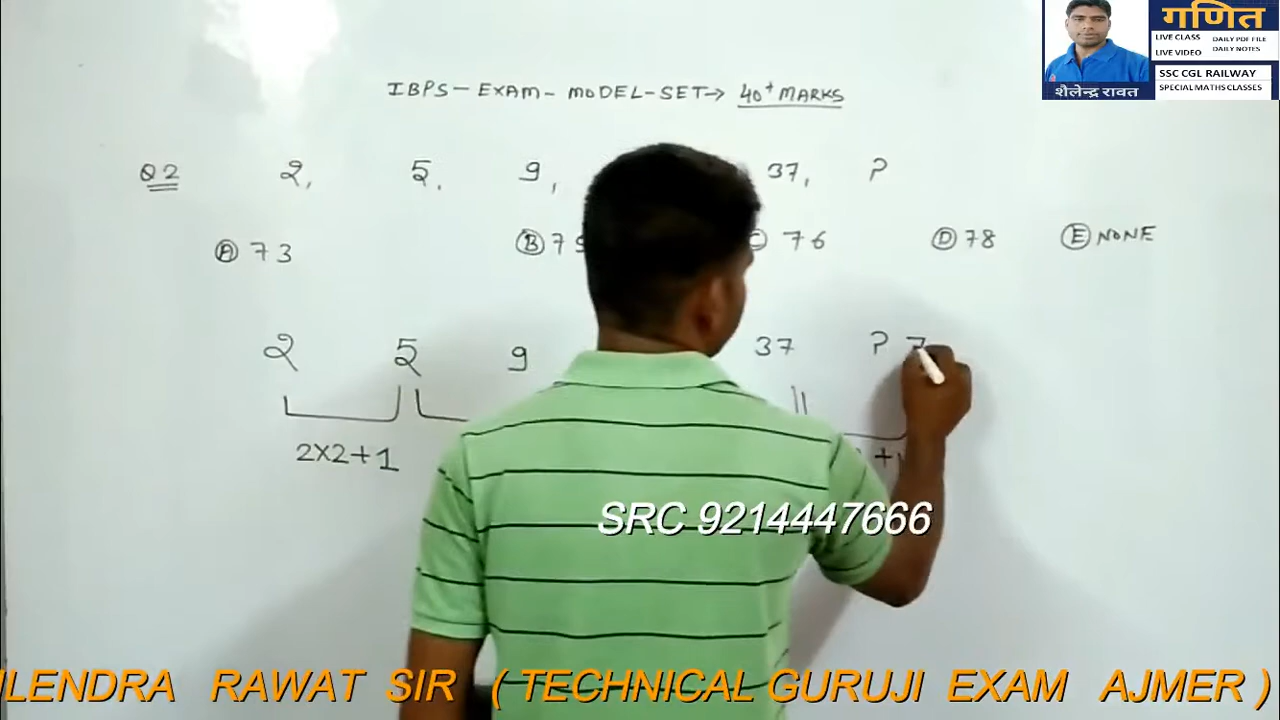 गणित
LIVE CLASS DAILY PDF FILE
LIVE VIDEO DAILY NOTES
SSC CGL RAILWAY
SPECIAL MATHS CLASSES
शैलेन्द्र रावत
IBPS-EXAM-MODEL-SET→ 40+ MARKS
Q2 2, 5, 9, 37, ?
(A) 73 (B) 7 76 (D) 78 (E) NONE
2 5 9 37 ? 7
2X2+1 +
SRC 9214447666
RAWAT SIR ( TECHNICAL GURUJI EXAM AJMER )